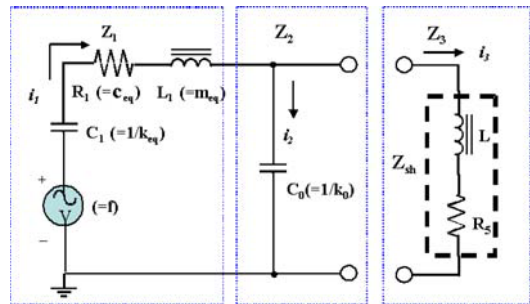 Z1
Z2
Z3
i1
i2
i3
R1 (=ceq)
L1 (=meq)
C1 (=1/keq)
C0(=1/k0)
+
V
(=f)
−
Zsh
L
R5